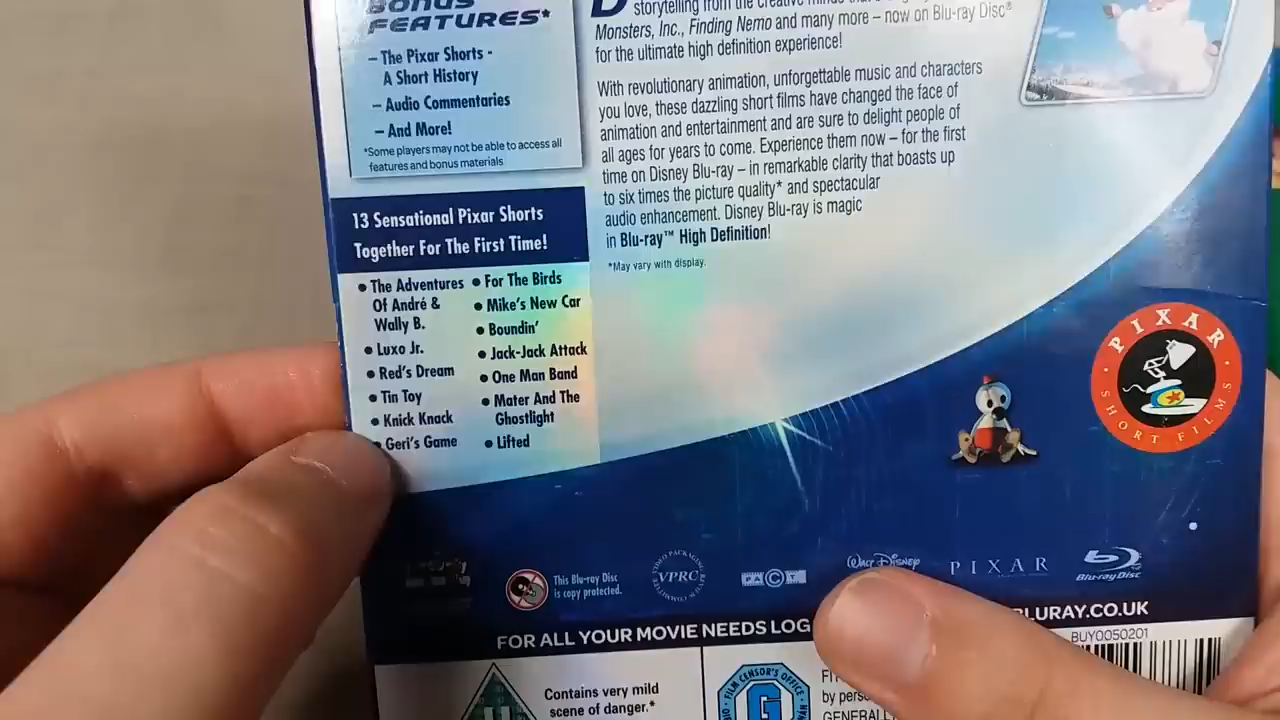 BONUS
FEATURES*
– The Pixar Shorts -
A Short History
– Audio Commentaries
– And More!
*Some players may not be able to access all
features and bonus materials
storytelling from the creative minds that
Monsters, Inc., Finding Nemo and many more – now on Blu-ray Disc®
for the ultimate high definition experience!
With revolutionary animation, unforgettable music and characters
you love, these dazzling short films have changed the face of
animation and entertainment and are sure to delight people of
all ages for years to come. Experience them now – for the first
time on Disney Blu-ray – in remarkable clarity that boasts up
to six times the picture quality* and spectacular
audio enhancement. Disney Blu-ray is magic
in Blu-ray™ High Definition!
*May vary with display.
13 Sensational Pixar Shorts
Together For The First Time!
• The Adventures
Of André &
Wally B.
• Luxo Jr.
• Red's Dream
• Tin Toy
• Knick Knack
• Geri's Game
• For The Birds
• Mike's New Car
• Boundin'
• Jack-Jack Attack
• One Man Band
• Mater And The
Ghostlight
• Lifted
PIXAR
SHORT FILMS
This Blu-ray Disc
is copy protected.
VIDEO PACKAGING REVIEW COMMITTEE
VPRC
WALT DISNEY
PIXAR
Blu-ray Disc
FOR ALL YOUR MOVIE NEEDS LOG
BLURAY.CO.UK
BUY0050201
U
Contains very mild
scene of danger.*
FILM CENSOR'S OFFICE
G
by
GENERAL